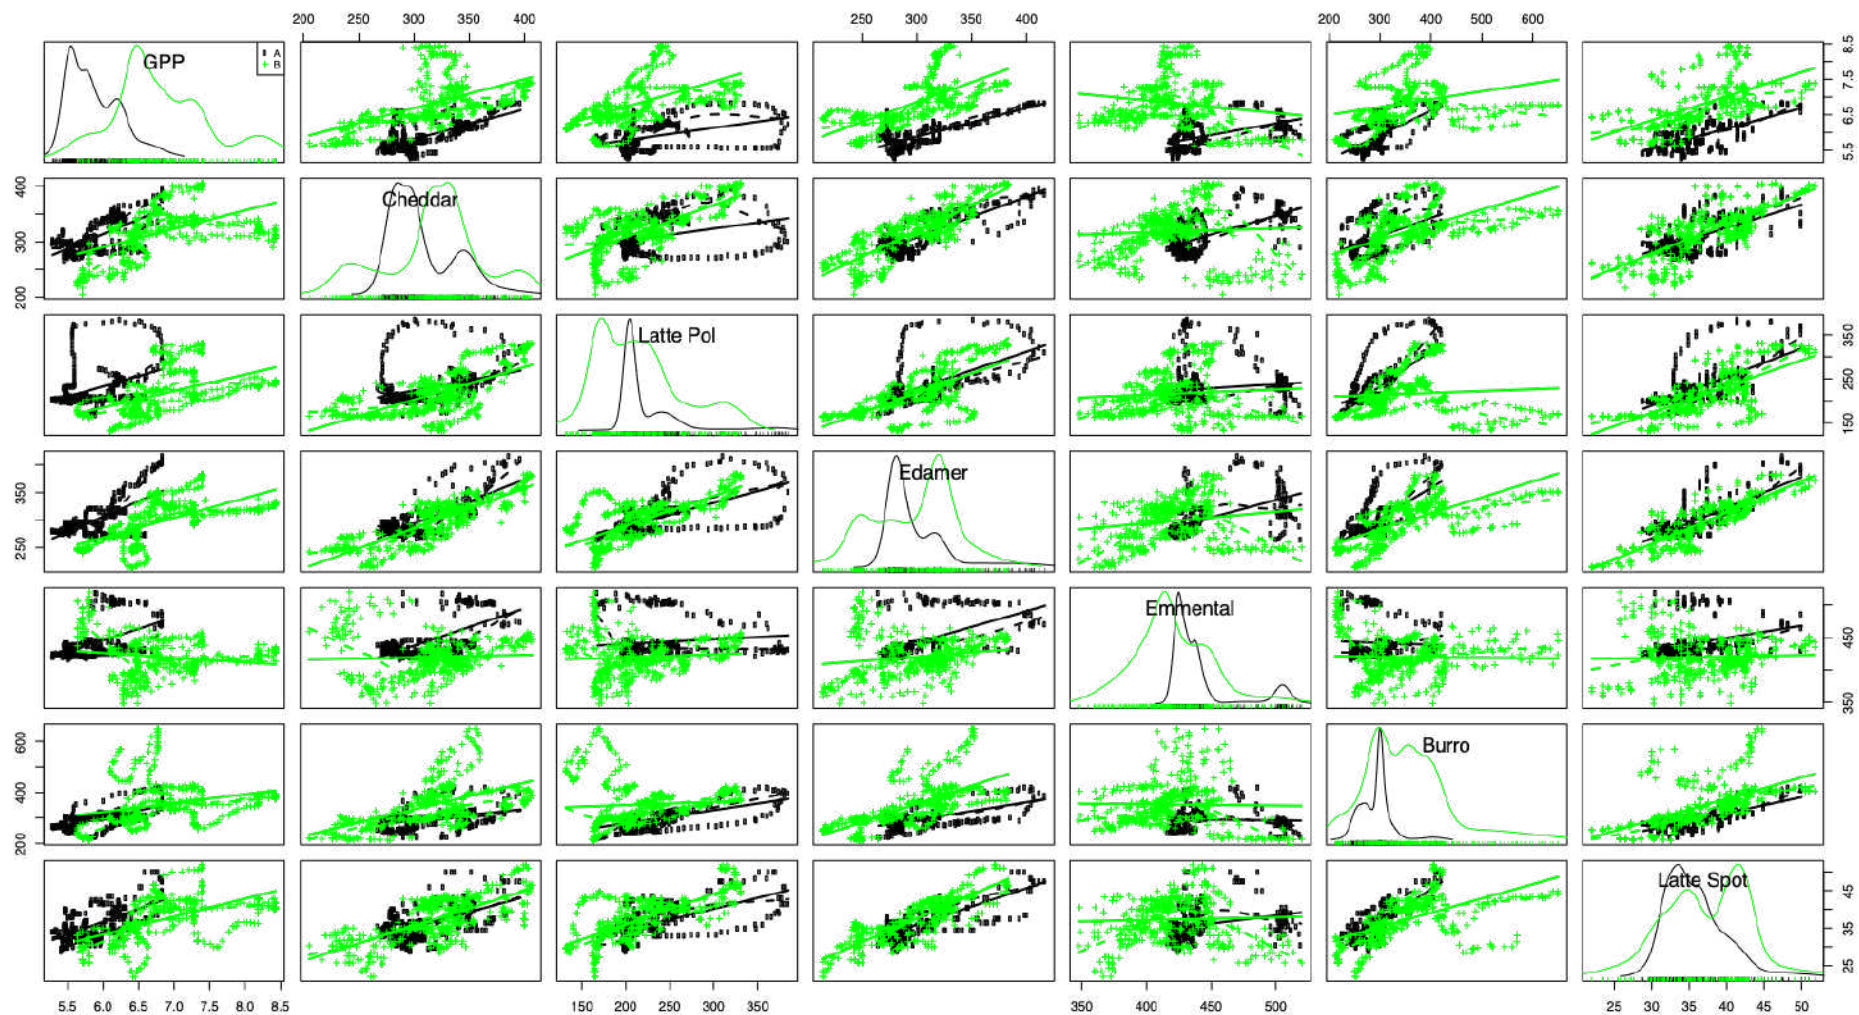 200 300 400
250 300 350 400
200 300 400 500 600
GPP
A
B
5.5 6.5 7.5 8.5
200 300 400
Cheddar
Latte Pol
150 250 350
250 350
Edamer
Emmental
350 450
200 400 600
Burro
Latte Spot
25 35 45
5.5 6.0 6.5 7.0 7.5 8.0 8.5
200 250 300 350 400
150 200 250 300 350
350 400 450 500
25 30 35 40 45 50